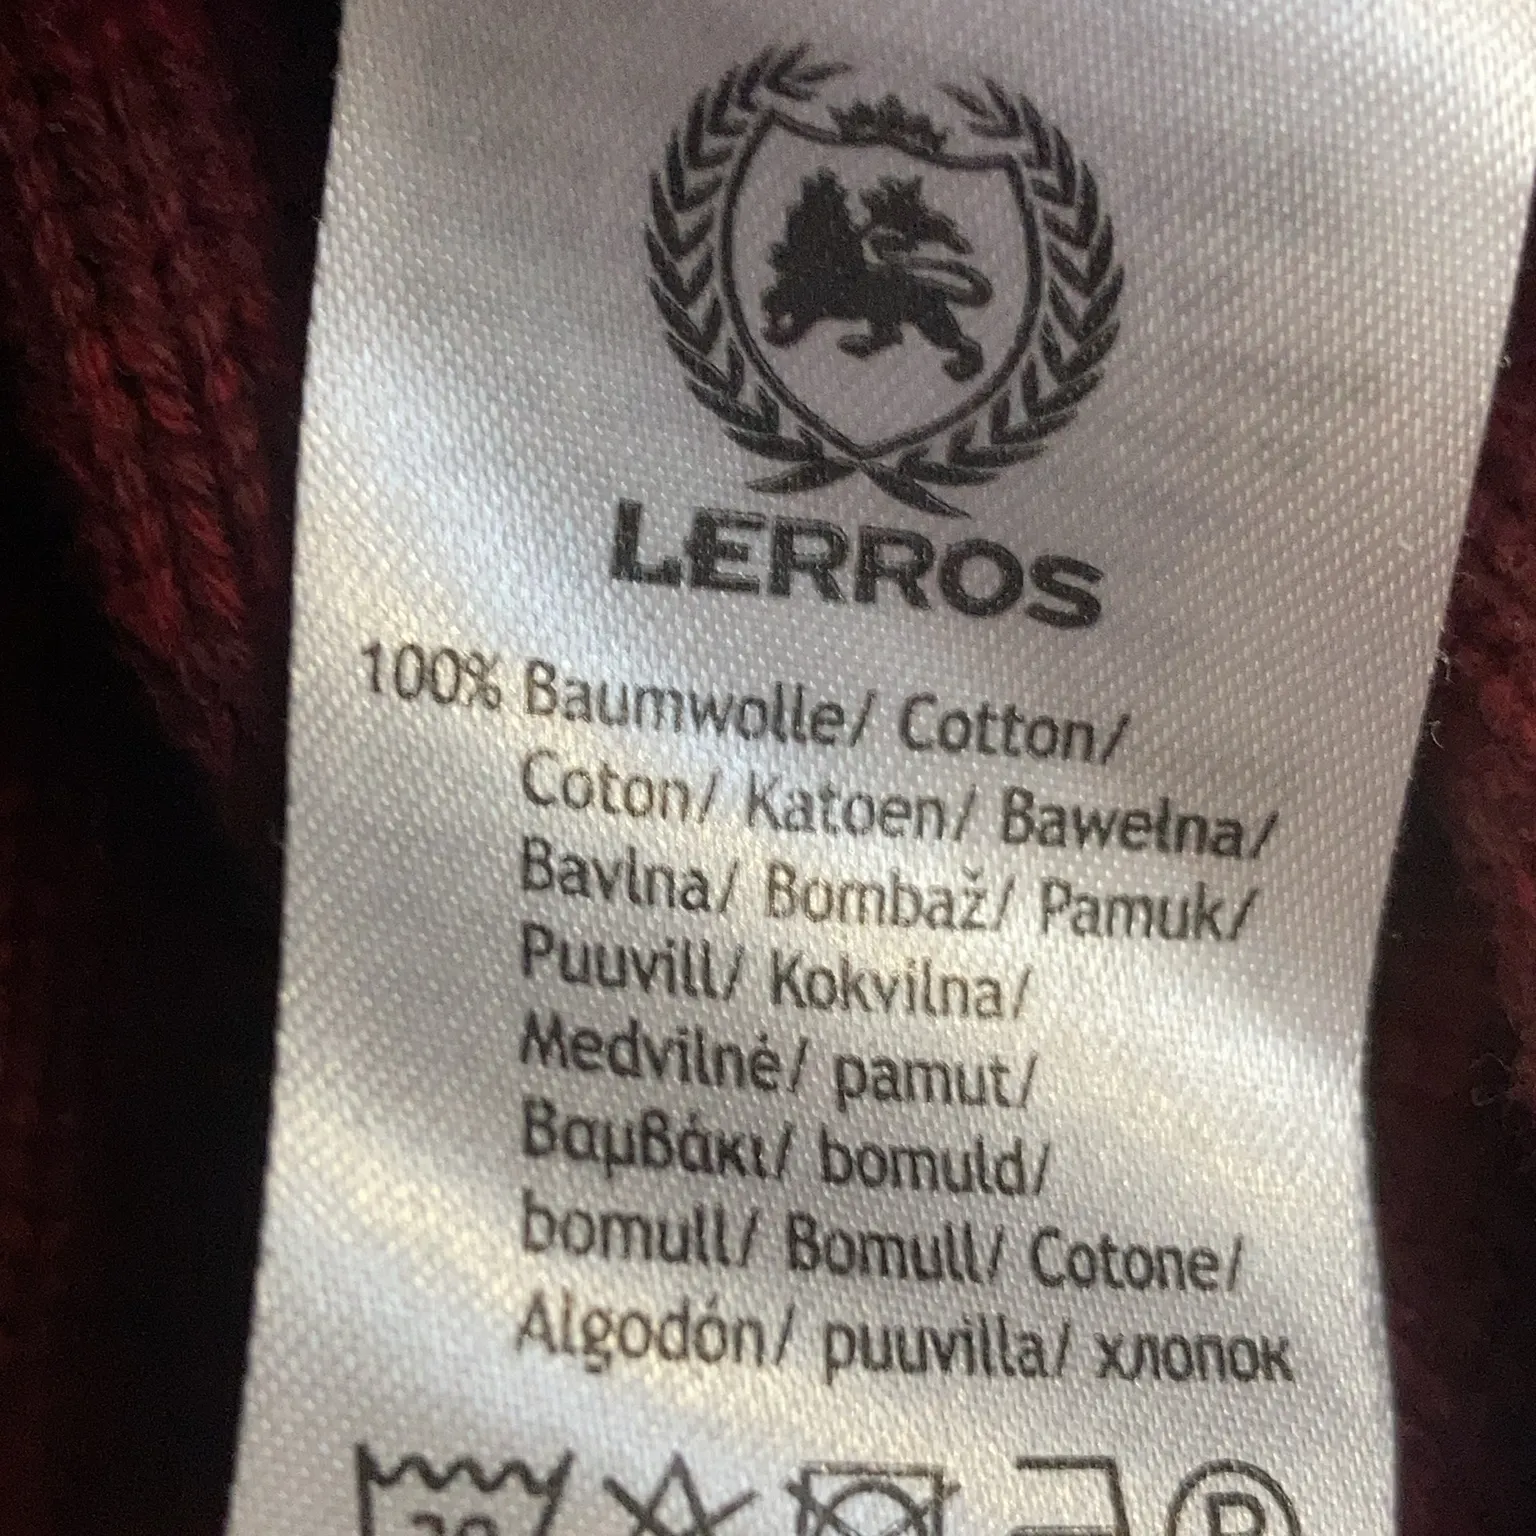 LERROS
100% Baumwolle/ Cotton/
Coton/ Katoen/ Bawełna/
Bavlna/ Bombaž/ Pamuk/
Puuvill/ Kokvilna/
Medvilnė/ pamut/
Βαμβάκι/ bomuld/
bomull/ Bomull/ Cotone/
Algodón/ puuvilla/ хлопок
P